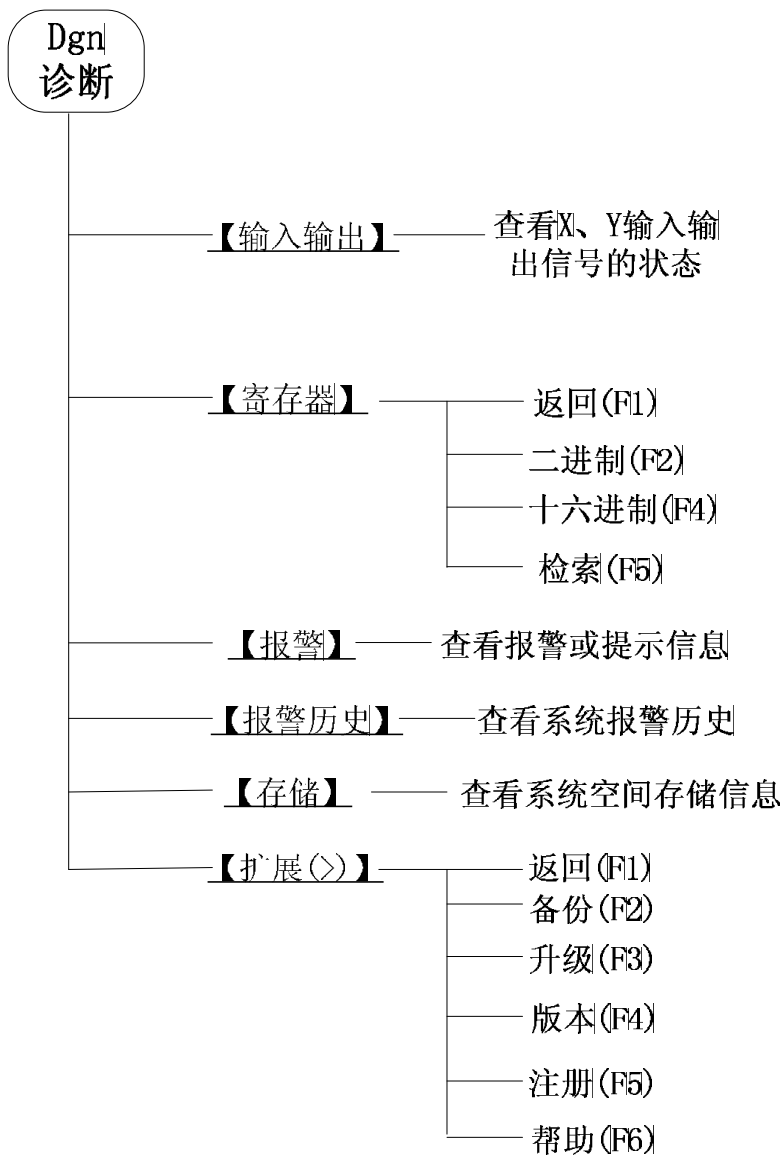 Dgn
诊断
【输入输出】
查看X、Y输入输
出信号的状态
【寄存器】
返回(F1)
二进制(F2)
十六进制(F4)
检索(F5)
【报警】
查看报警或提示信息
【报警历史】
查看系统报警历史
【存储】
查看系统空间存储信息
【扩展(>)】
返回(F1)
备份(F2)
升级(F3)
版本(F4)
注册(F5)
帮助(F6)